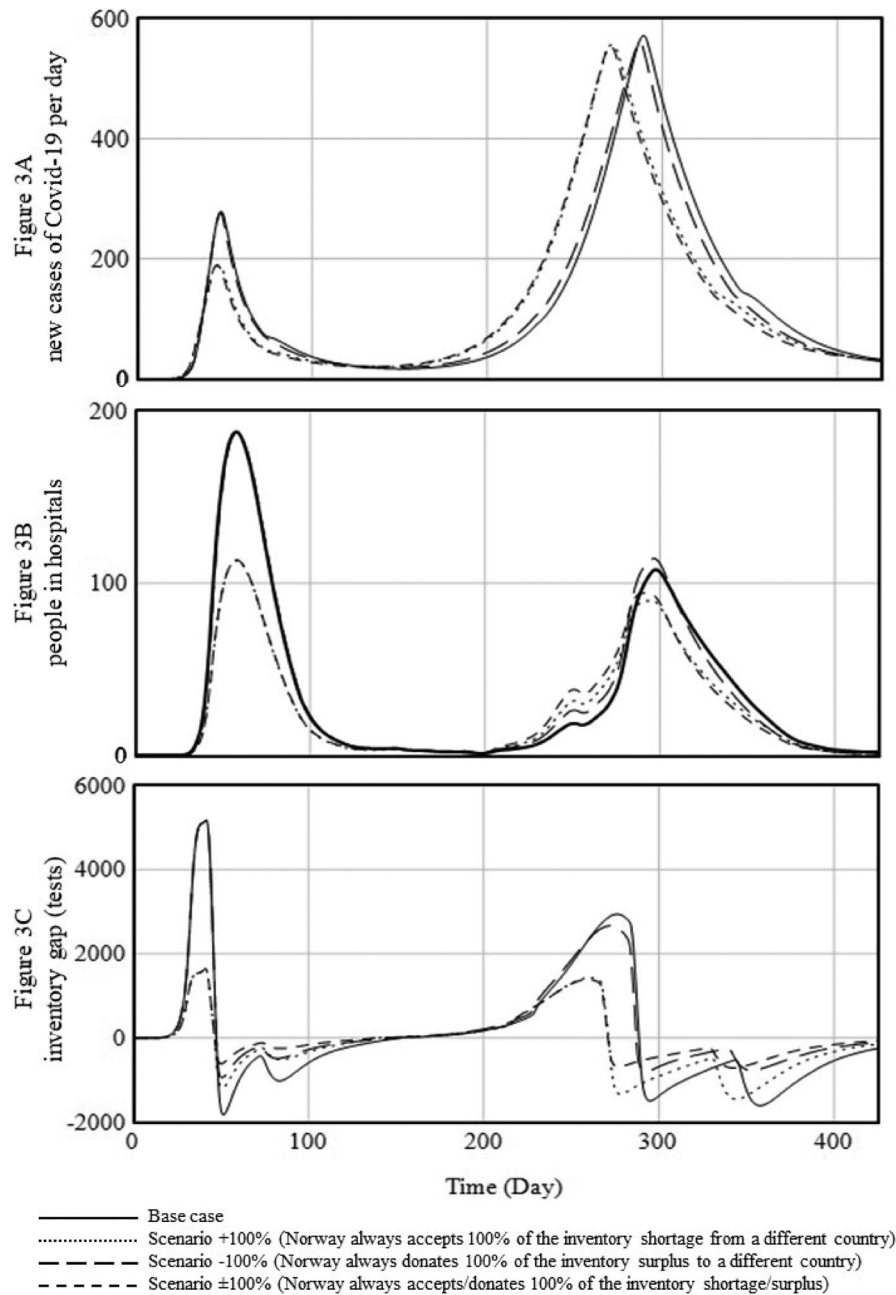 Figure 3A
new cases of Covid-19 per day
600
400
200
0
Figure 3B
people in hospitals
200
100
0
Figure 3C
inventory gap (tests)
6000
4000
2000
0
-2000
0
100
200
300
400
Time (Day)
Base case
Scenario +100% (Norway always accepts 100% of the inventory shortage from a different country)
Scenario -100% (Norway always donates 100% of the inventory surplus to a different country)
Scenario ±100% (Norway always accepts/donates 100% of the inventory shortage/surplus)